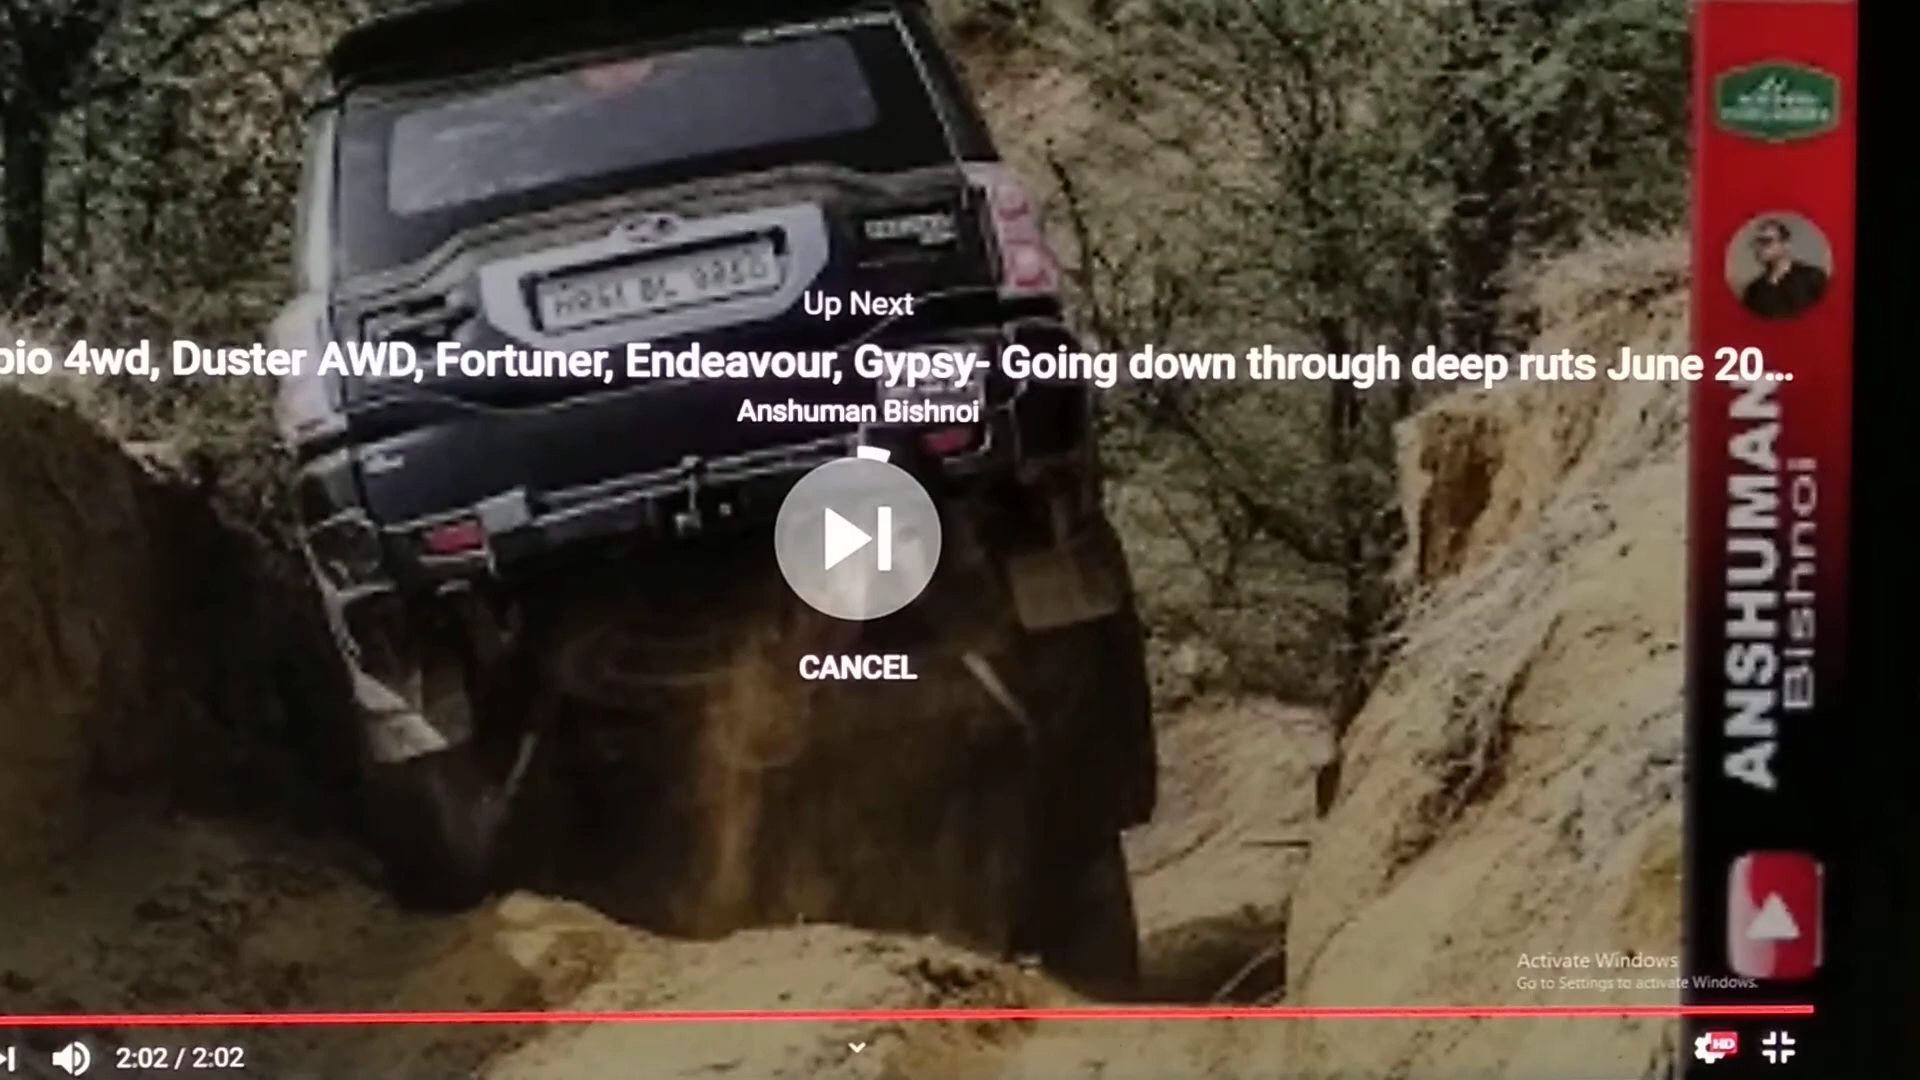 Up Next
pio 4wd, Duster AWD, Fortuner, Endeavour, Gypsy- Going down through deep ruts June 20...
Anshuman Bishnoi
CANCEL
ANSHUMAN
Bishnoi
Activate Windows
Go to Settings to activate Windows.
2:02 / 2:02
HD